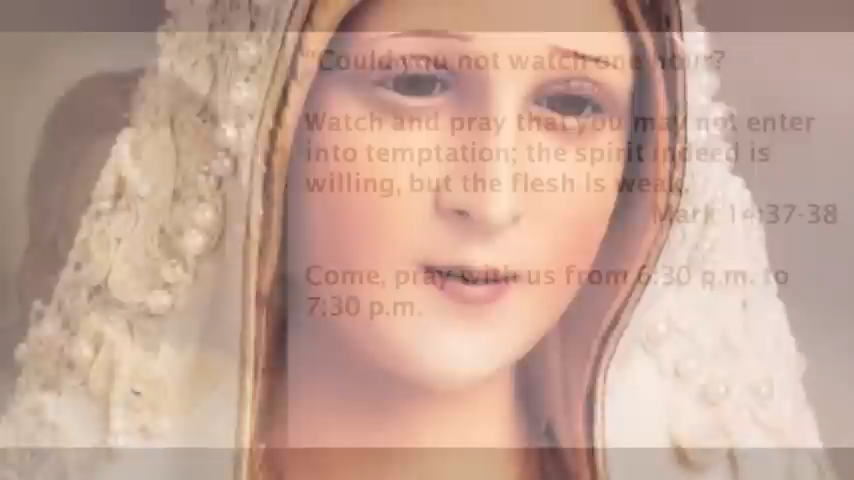 "Could you not watch one hour?
Watch and pray that you may not enter
into temptation; the spirit indeed is
willing, but the flesh is weak.
Mark 14:37-38
Come, pray with us from 6:30 p.m. to
7:30 p.m.